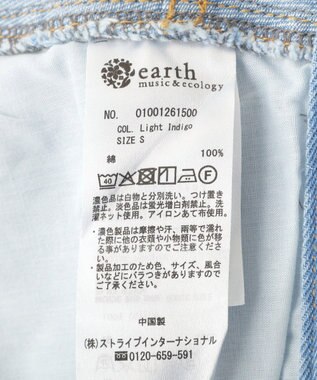 earth
music&ecology
NO. 01001261500
COL. Light Indigo
SIZE S
綿 100%
40 A F
濃色品は白物と分別洗い。つけ置き
禁止。淡色品は蛍光増白剤禁止。洗
濯ネット使用。アイロンあて布使用。
・濃色製品は摩擦や汗、雨等で濡れ
た際に他の衣類や小物類に色が移
る事が御座いますのでご注意くださ
い。
・製品加工のため色、サイズ、風合
いなどにバラつきがありますので
ご了承ください。
中国製
(株)ストライプインターナショナル
0120-659-591